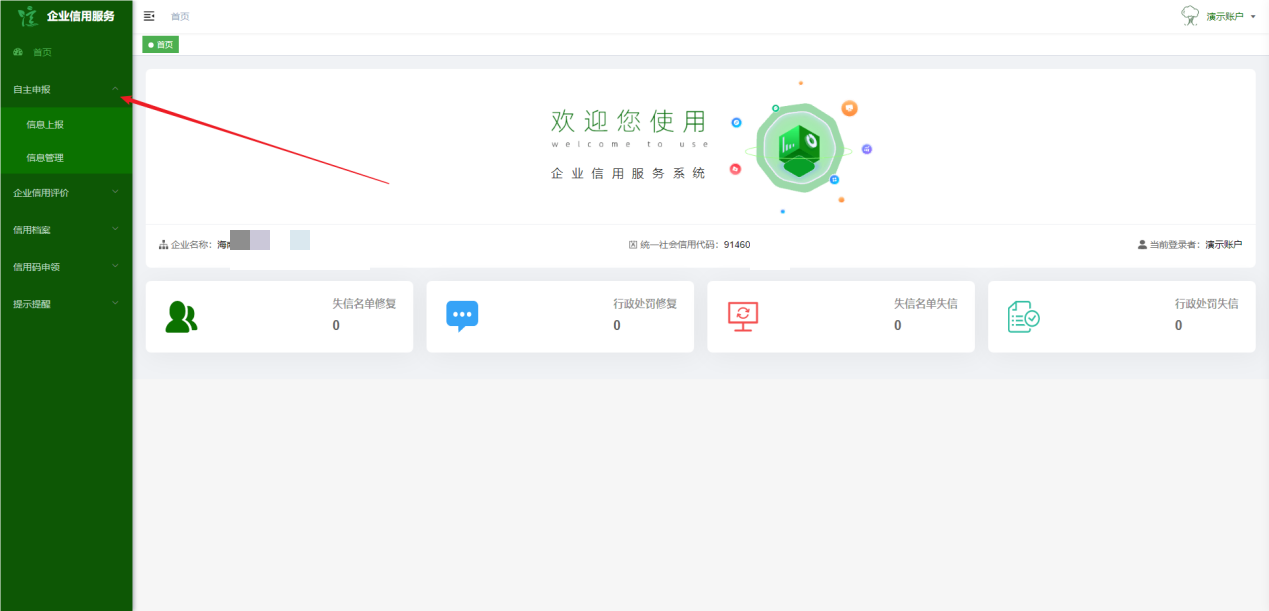 企业信用服务
首页
演示账户
首页
首页
自主申报
信息上报
信息管理
企业信用评价
信用档案
信用码申领
提示提醒
欢迎您使用
welcome to use
企业信用服务系统
企业名称：海
统一社会信用代码：91460
当前登录者：演示账户
失信名单修复
0
行政处罚修复
0
失信名单失信
0
行政处罚失信
0